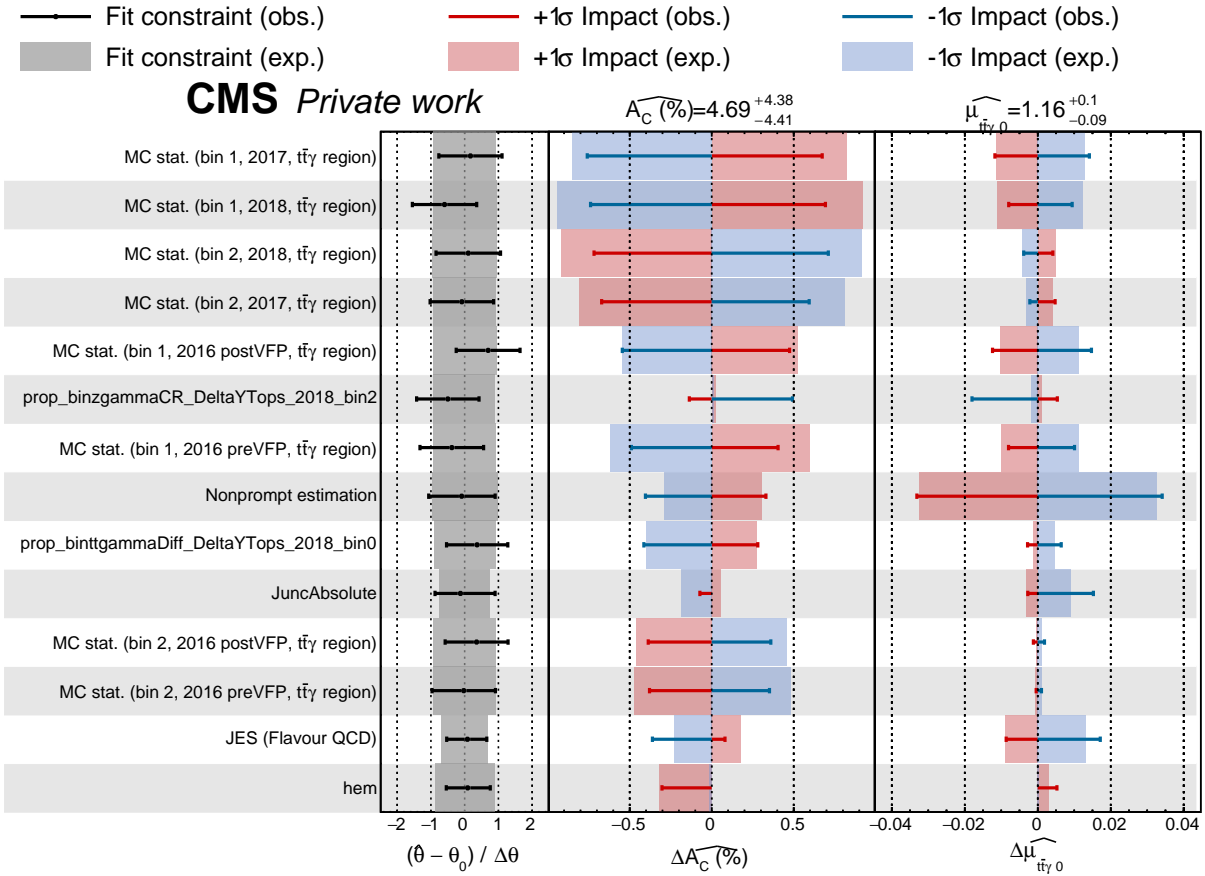 Fit constraint (obs.) +1σ Impact (obs.) -1σ Impact (obs.)
Fit constraint (exp.) +1σ Impact (exp.) -1σ Impact (exp.)
CMS Private work
A_C (%)=4.69 +4.38 −4.41
μ_tt̄γ 0=1.16 +0.1 −0.09
MC stat. (bin 1, 2017, tt̄γ region)
MC stat. (bin 1, 2018, tt̄γ region)
MC stat. (bin 2, 2018, tt̄γ region)
MC stat. (bin 2, 2017, tt̄γ region)
MC stat. (bin 1, 2016 postVFP, tt̄γ region)
prop_binzgammaCR_DeltaYTops_2018_bin2
MC stat. (bin 1, 2016 preVFP, tt̄γ region)
Nonprompt estimation
prop_binttgammaDiff_DeltaYTops_2018_bin0
JuncAbsolute
MC stat. (bin 2, 2016 postVFP, tt̄γ region)
MC stat. (bin 2, 2016 preVFP, tt̄γ region)
JES (Flavour QCD)
hem
−2 −1 0 1 2 −0.5 0 0.5 −0.04 −0.02 0 0.02 0.04
(θ̂ − θ_0) / Δθ
ΔA_C (%)
Δμ_tt̄γ 0